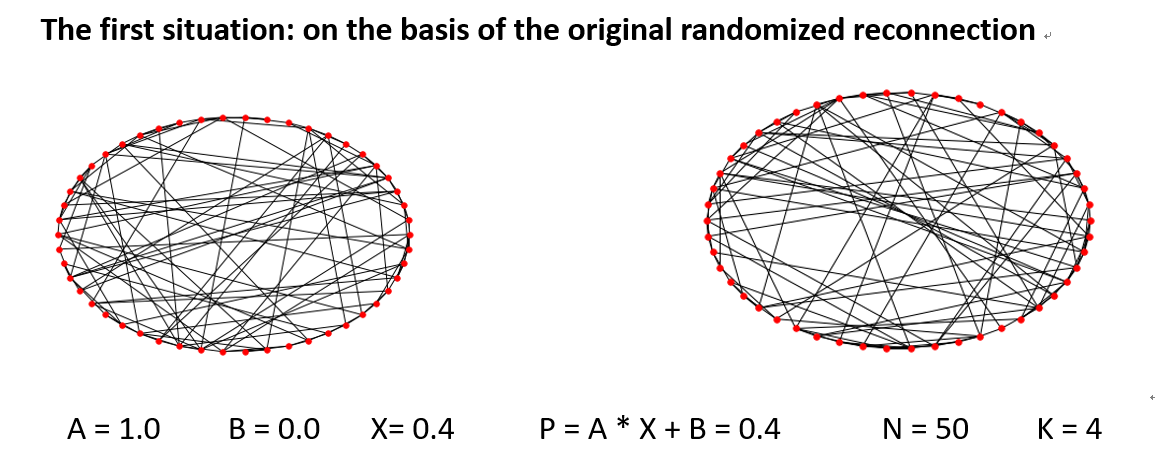 The first situation: on the basis of the original randomized reconnection
A = 1.0 B = 0.0 X= 0.4 P = A * X + B = 0.4 N = 50 K = 4